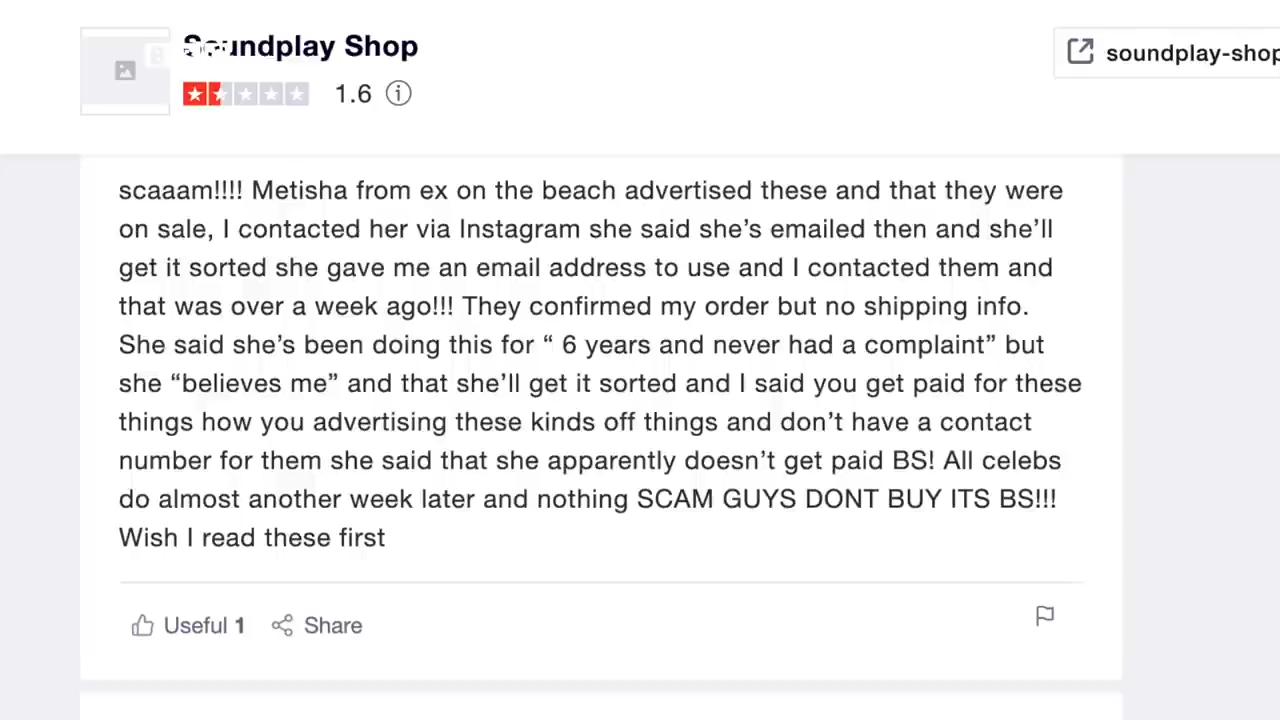 Soundplay Shop
1.6
soundplay-shop
scaaam!!!! Metisha from ex on the beach advertised these and that they were
on sale, I contacted her via Instagram she said she’s emailed then and she’ll
get it sorted she gave me an email address to use and I contacted them and
that was over a week ago!!! They confirmed my order but no shipping info.
She said she’s been doing this for “ 6 years and never had a complaint” but
she “believes me” and that she’ll get it sorted and I said you get paid for these
things how you advertising these kinds off things and don’t have a contact
number for them she said that she apparently doesn’t get paid BS! All celebs
do almost another week later and nothing SCAM GUYS DONT BUY ITS BS!!!
Wish I read these first
Useful 1 Share